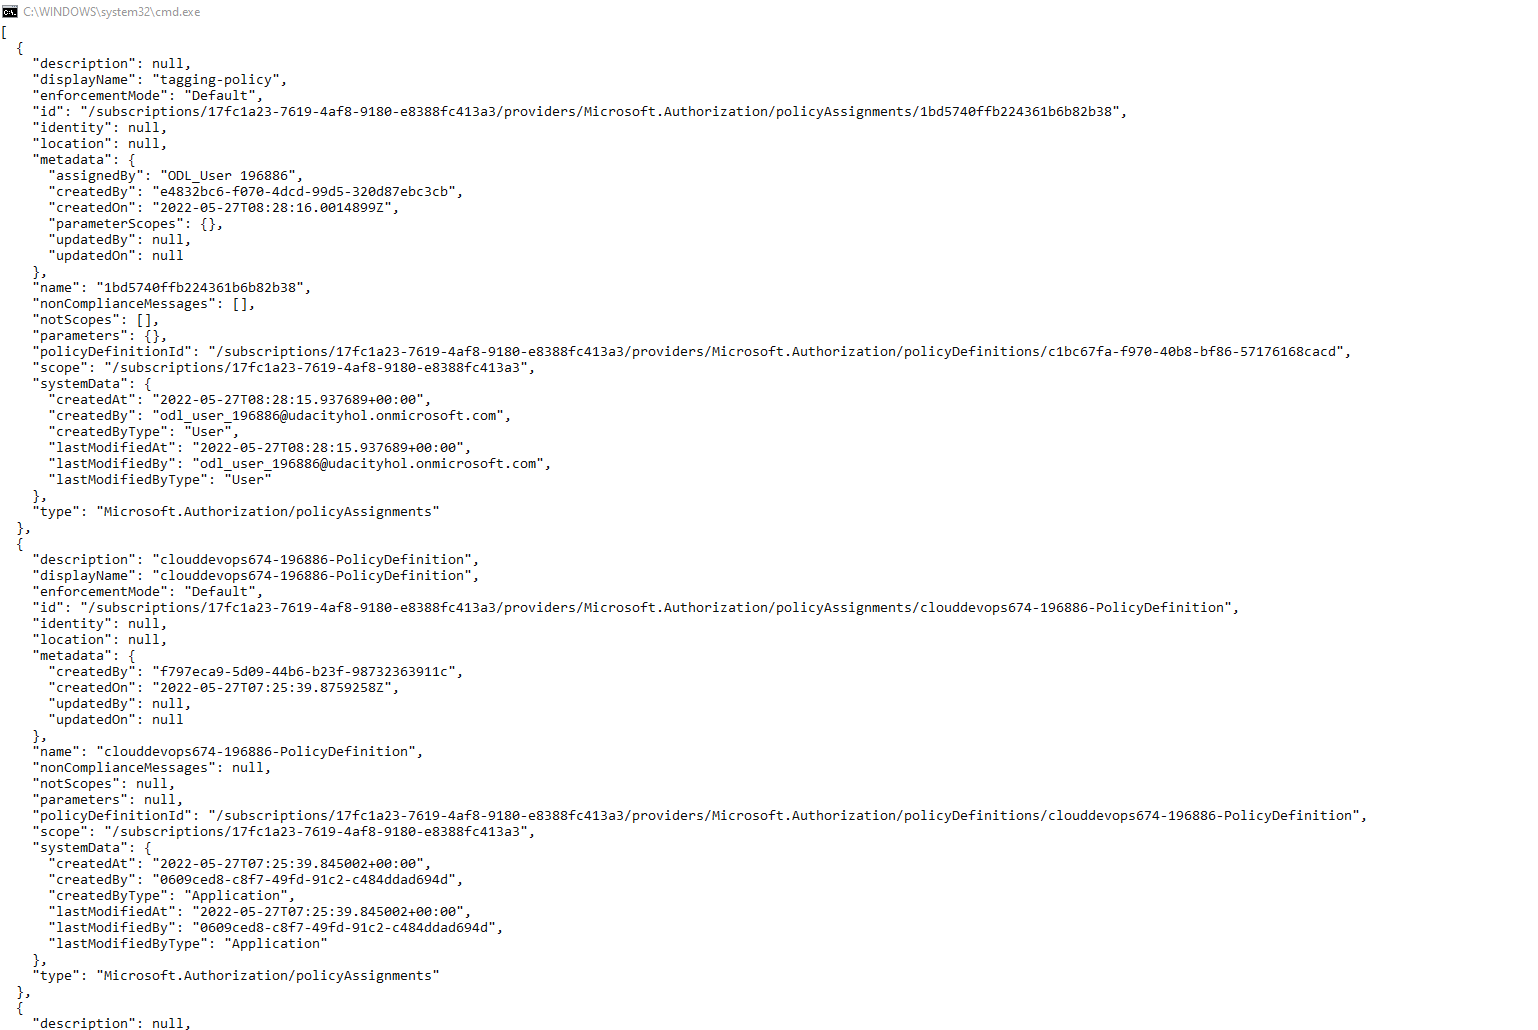 C:\WINDOWS\system32\cmd.exe
[
  {
    "description": null,
    "displayName": "tagging-policy",
    "enforcementMode": "Default",
    "id": "/subscriptions/17fc1a23-7619-4af8-9180-e8388fc413a3/providers/Microsoft.Authorization/policyAssignments/1bd5740ffb224361b6b82b38",
    "identity": null,
    "location": null,
    "metadata": {
      "assignedBy": "ODL_User 196886",
      "createdBy": "e4832bc6-f070-4dcd-99d5-320d87ebc3cb",
      "createdOn": "2022-05-27T08:28:16.0014899Z",
      "parameterScopes": {},
      "updatedBy": null,
      "updatedOn": null
    },
    "name": "1bd5740ffb224361b6b82b38",
    "nonComplianceMessages": [],
    "notScopes": [],
    "parameters": {},
    "policyDefinitionId": "/subscriptions/17fc1a23-7619-4af8-9180-e8388fc413a3/providers/Microsoft.Authorization/policyDefinitions/c1bc67fa-f970-40b8-bf86-57176168cacd",
    "scope": "/subscriptions/17fc1a23-7619-4af8-9180-e8388fc413a3",
    "systemData": {
      "createdAt": "2022-05-27T08:28:15.937689+00:00",
      "createdBy": "odl_user_196886@udacityhol.onmicrosoft.com",
      "createdByType": "User",
      "lastModifiedAt": "2022-05-27T08:28:15.937689+00:00",
      "lastModifiedBy": "odl_user_196886@udacityhol.onmicrosoft.com",
      "lastModifiedByType": "User"
    },
    "type": "Microsoft.Authorization/policyAssignments"
  },
  {
    "description": "clouddevops674-196886-PolicyDefinition",
    "displayName": "clouddevops674-196886-PolicyDefinition",
    "enforcementMode": "Default",
    "id": "/subscriptions/17fc1a23-7619-4af8-9180-e8388fc413a3/providers/Microsoft.Authorization/policyAssignments/clouddevops674-196886-PolicyDefinition",
    "identity": null,
    "location": null,
    "metadata": {
      "createdBy": "f797eca9-5d09-44b6-b23f-98732363911c",
      "createdOn": "2022-05-27T07:25:39.8759258Z",
      "updatedBy": null,
      "updatedOn": null
    },
    "name": "clouddevops674-196886-PolicyDefinition",
    "nonComplianceMessages": null,
    "notScopes": null,
    "parameters": null,
    "policyDefinitionId": "/subscriptions/17fc1a23-7619-4af8-9180-e8388fc413a3/providers/Microsoft.Authorization/policyDefinitions/clouddevops674-196886-PolicyDefinition",
    "scope": "/subscriptions/17fc1a23-7619-4af8-9180-e8388fc413a3",
    "systemData": {
      "createdAt": "2022-05-27T07:25:39.845002+00:00",
      "createdBy": "0609ced8-c8f7-49fd-91c2-c484ddad694d",
      "createdByType": "Application",
      "lastModifiedAt": "2022-05-27T07:25:39.845002+00:00",
      "lastModifiedBy": "0609ced8-c8f7-49fd-91c2-c484ddad694d",
      "lastModifiedByType": "Application"
    },
    "type": "Microsoft.Authorization/policyAssignments"
  },
  {
    "description": null,